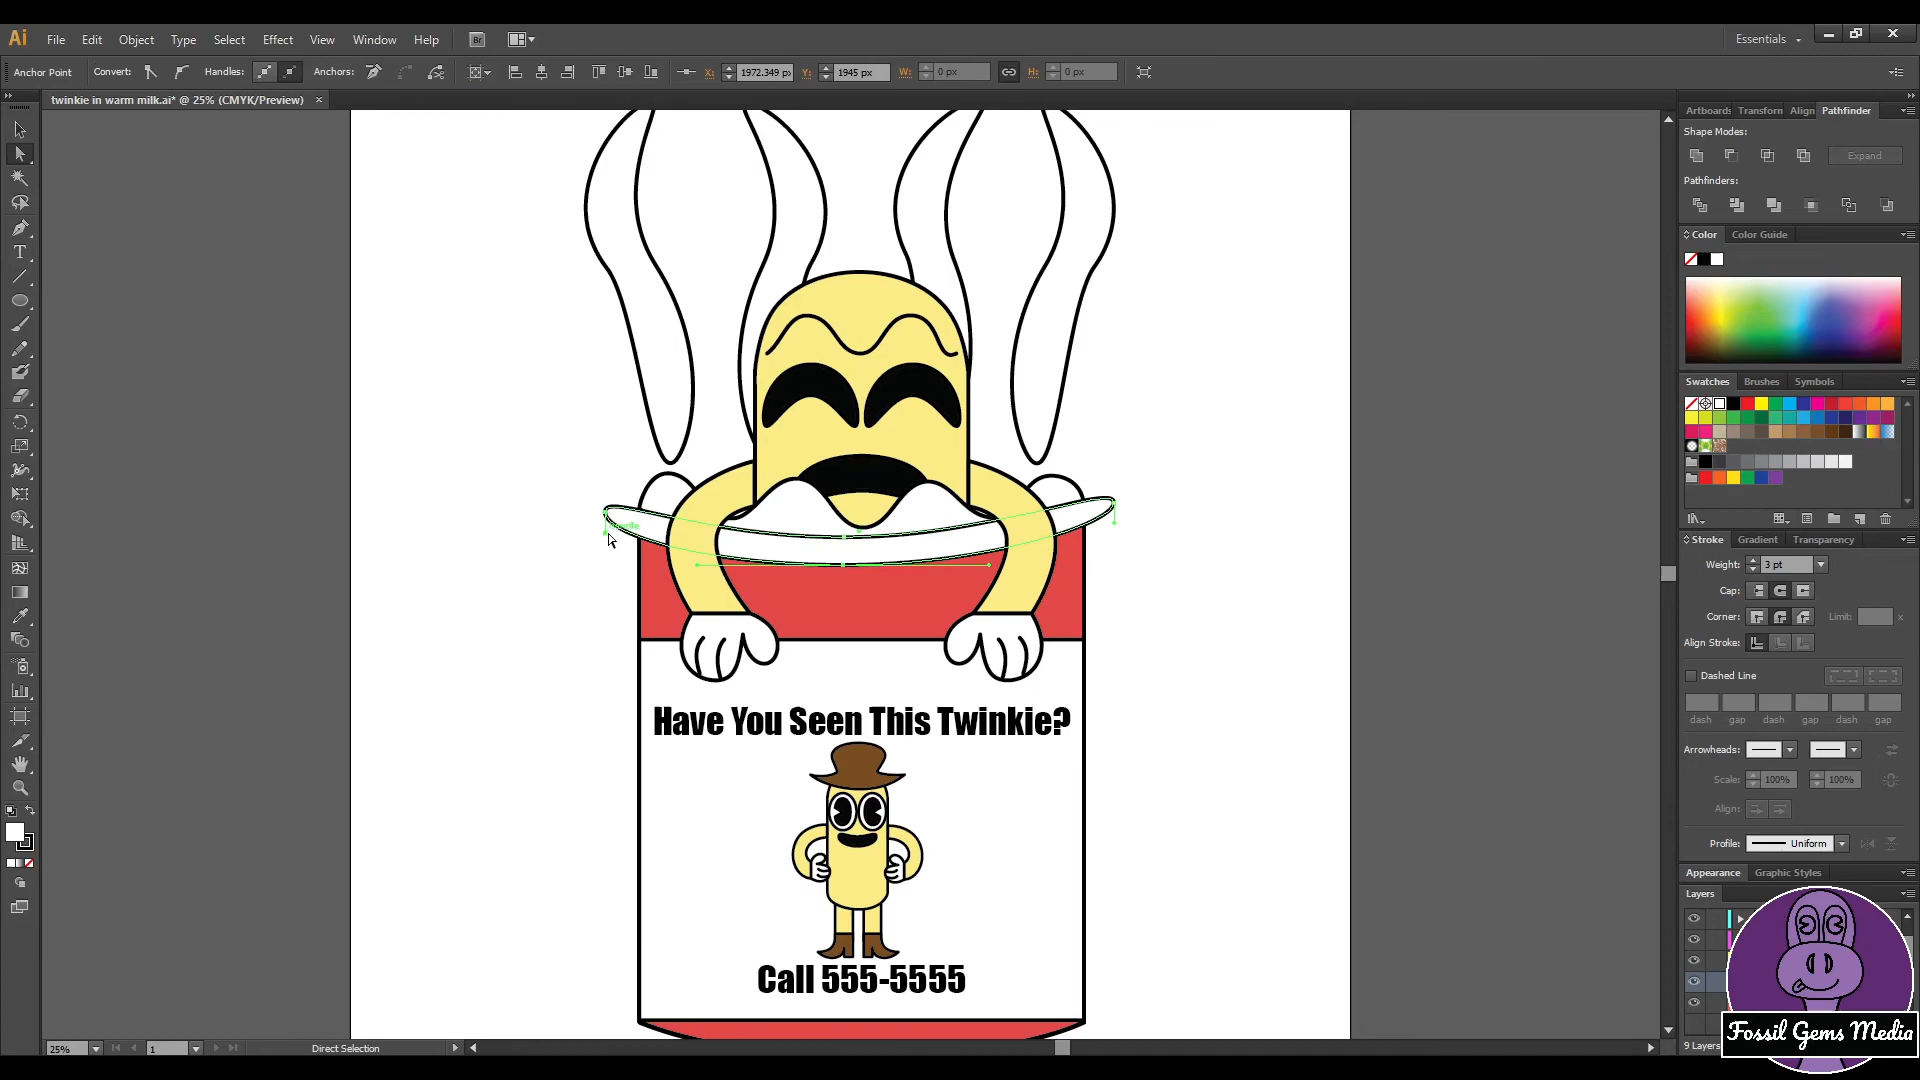 Ai File Edit Object Type Select Effect View Window Help Br Essentials
Anchor Point Convert: Handles: Anchors: X: 1972.349 px Y: 1945 px W: 0 px H: 0 px
twinkie in warm milk.ai* @ 25% (CMYK/Preview) ×
Artboards Transform Align Pathfinder
Shape Modes:
Expand
Pathfinders:
Color Color Guide
Swatches Brushes Symbols
Stroke Gradient Transparency
Weight: 3 pt
Cap:
Corner: Limit: x
Align Stroke:
Dashed Line
dash gap dash gap dash gap
Arrowheads:
Scale: 100% 100%
Align:
Profile: Uniform
Appearance Graphic Styles
Layers
9 Layers
Have You Seen This Twinkie?
Call 555-5555
Fossil Gems Media
25% 1 Direct Selection